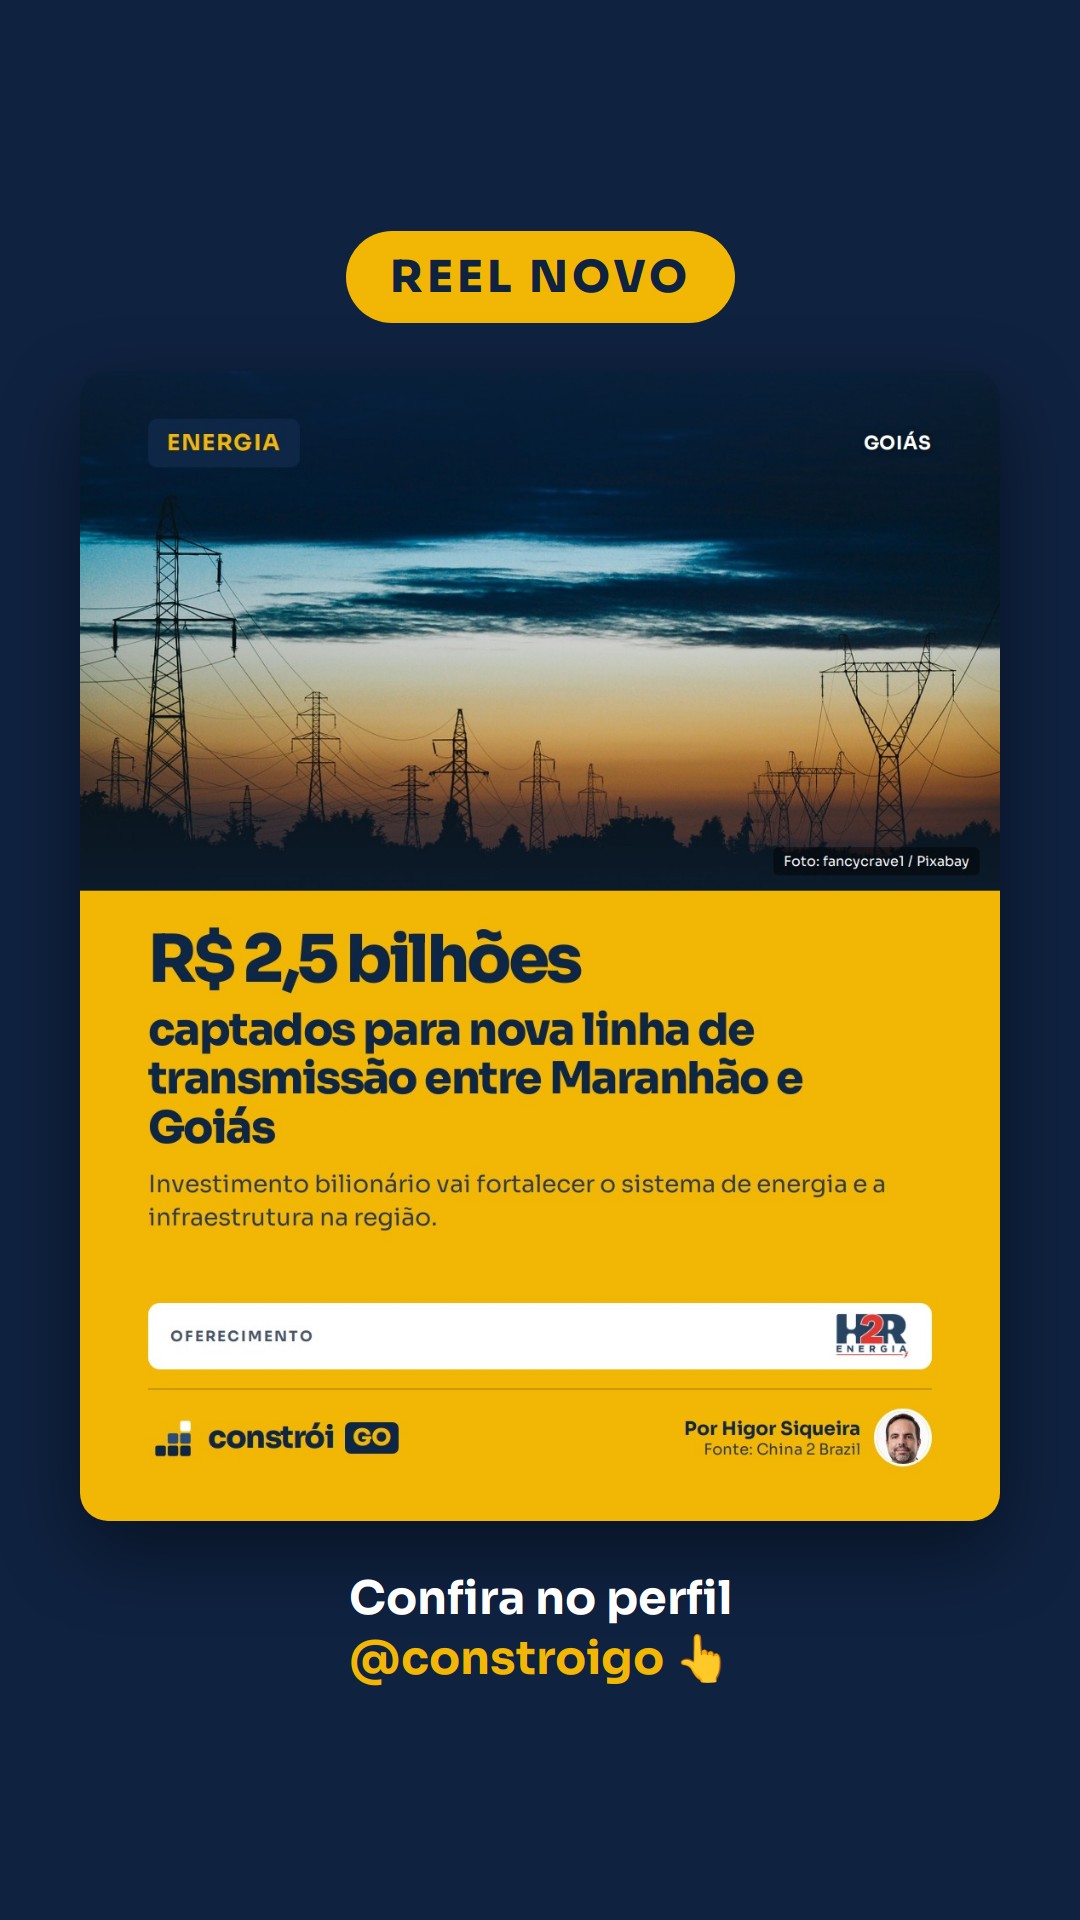 REEL NOVO
ENERGIA
GOIÁS
Foto: fancycrave1 / Pixabay
R$ 2,5 bilhões
captados para nova linha de
transmissão entre Maranhão e
Goiás
Investimento bilionário vai fortalecer o sistema de energia e a
infraestrutura na região.
OFERECIMENTO
H2R
ENERGIA
constrói GO
Por Higor Siqueira
Fonte: China 2 Brazil
Confira no perfil
@constroigo 👆